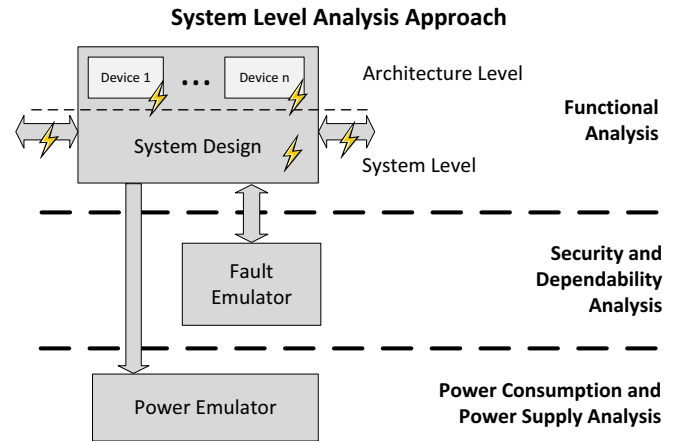 System Level Analysis Approach
Device 1
...
Device n
Architecture Level
Functional
Analysis
System Design
System Level
Fault
Emulator
Security and
Dependability
Analysis
Power Emulator
Power Consumption and
Power Supply Analysis